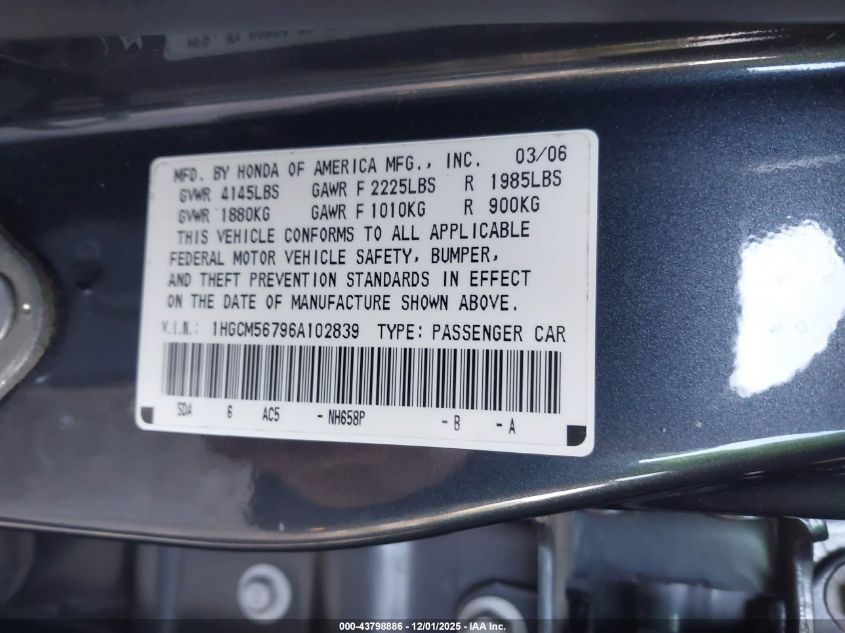 MFD. BY HONDA OF AMERICA MFG., INC. 03/06
GVWR 4145LBS GAWR F 2225LBS R 1985LBS
GVWR 1880KG GAWR F 1010KG R 900KG
THIS VEHICLE CONFORMS TO ALL APPLICABLE
FEDERAL MOTOR VEHICLE SAFETY, BUMPER,
AND THEFT PREVENTION STANDARDS IN EFFECT
ON THE DATE OF MANUFACTURE SHOWN ABOVE.
V.I.N.: 1HGCM56796A102839 TYPE: PASSENGER CAR
SDA 6 AC5 - NH658P - B - A
000-43798886 - 12/01/2025 - IAA Inc.